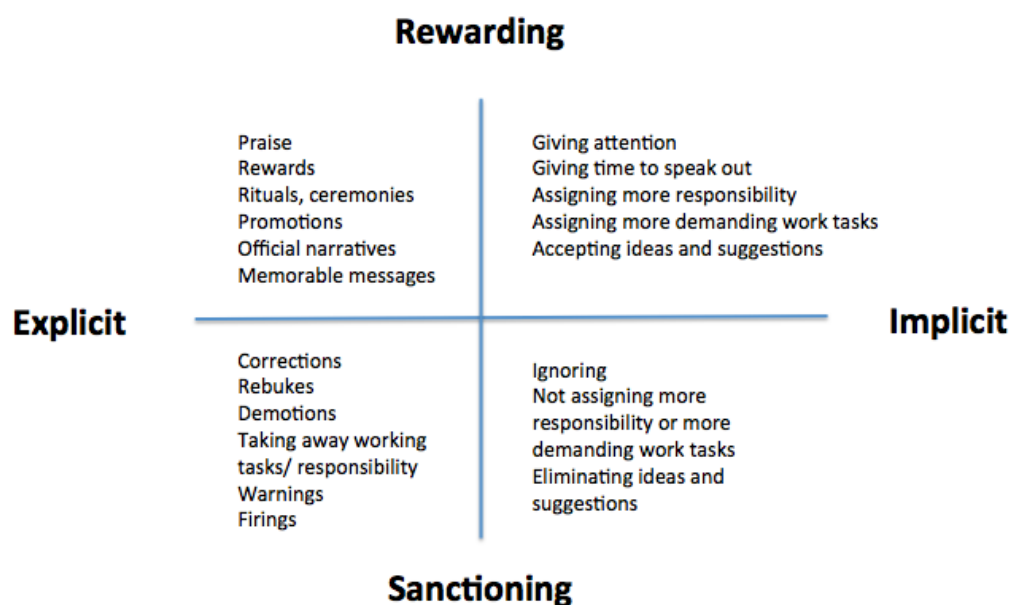 Rewarding
Praise
Rewards
Rituals, ceremonies
Promotions
Official narratives
Memorable messages
Giving attention
Giving time to speak out
Assigning more responsibility
Assigning more demanding work tasks
Accepting ideas and suggestions
Explicit
Implicit
Corrections
Rebukes
Demotions
Taking away working
tasks/ responsibility
Warnings
Firings
Ignoring
Not assigning more
responsibility or more
demanding work tasks
Eliminating ideas and
suggestions
Sanctioning